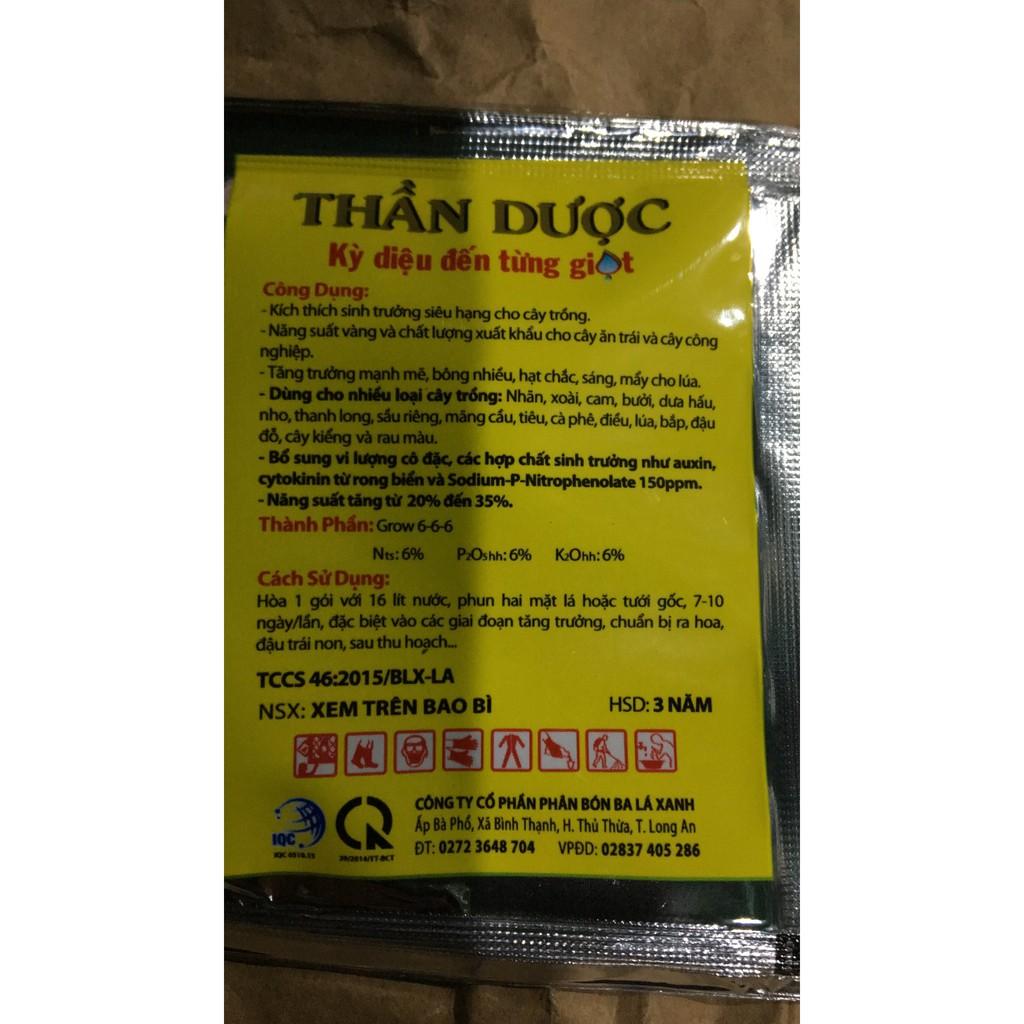 THẦN DƯỢC
Kỳ diệu đến từng giọt
Công Dụng:
- Kích thích sinh trưởng siêu hạng cho cây trồng.
- Năng suất vàng và chất lượng xuất khẩu cho cây ăn trái và cây công
nghiệp.
- Tăng trưởng mạnh mẽ, bông nhiều, hạt chắc, sáng, mẩy cho lúa.
- Dùng cho nhiều loại cây trồng: Nhãn, xoài, cam, bưởi, dưa hấu,
nho, thanh long, sầu riêng, mãng cầu, tiêu, cà phê, điều, lúa, bắp, đậu
đỗ, cây kiểng và rau màu.
- Bổ sung vi lượng cô đặc, các hợp chất sinh trưởng như auxin,
cytokinin từ rong biển và Sodium-P-Nitrophenolate 150ppm.
- Năng suất tăng từ 20% đến 35%.
Thành Phần: Grow 6-6-6
Nts: 6% P2O5hh: 6% K2Ohh: 6%
Cách Sử Dụng:
Hòa 1 gói với 16 lít nước, phun hai mặt lá hoặc tưới gốc, 7-10
ngày/lần, đặc biệt vào các giai đoạn tăng trưởng, chuẩn bị ra hoa,
đậu trái non, sau thu hoạch...
TCCS 46:2015/BLX-LA
NSX: XEM TRÊN BAO BÌ HSD: 3 NĂM
CÔNG TY CỔ PHẦN PHÂN BÓN BA LÁ XANH
Ấp Bà Phổ, Xã Bình Thạnh, H. Thủ Thừa, T. Long An
ĐT: 0272 3648 704 VPĐD: 02837 405 286
IQC
29/2014/TT-BCT